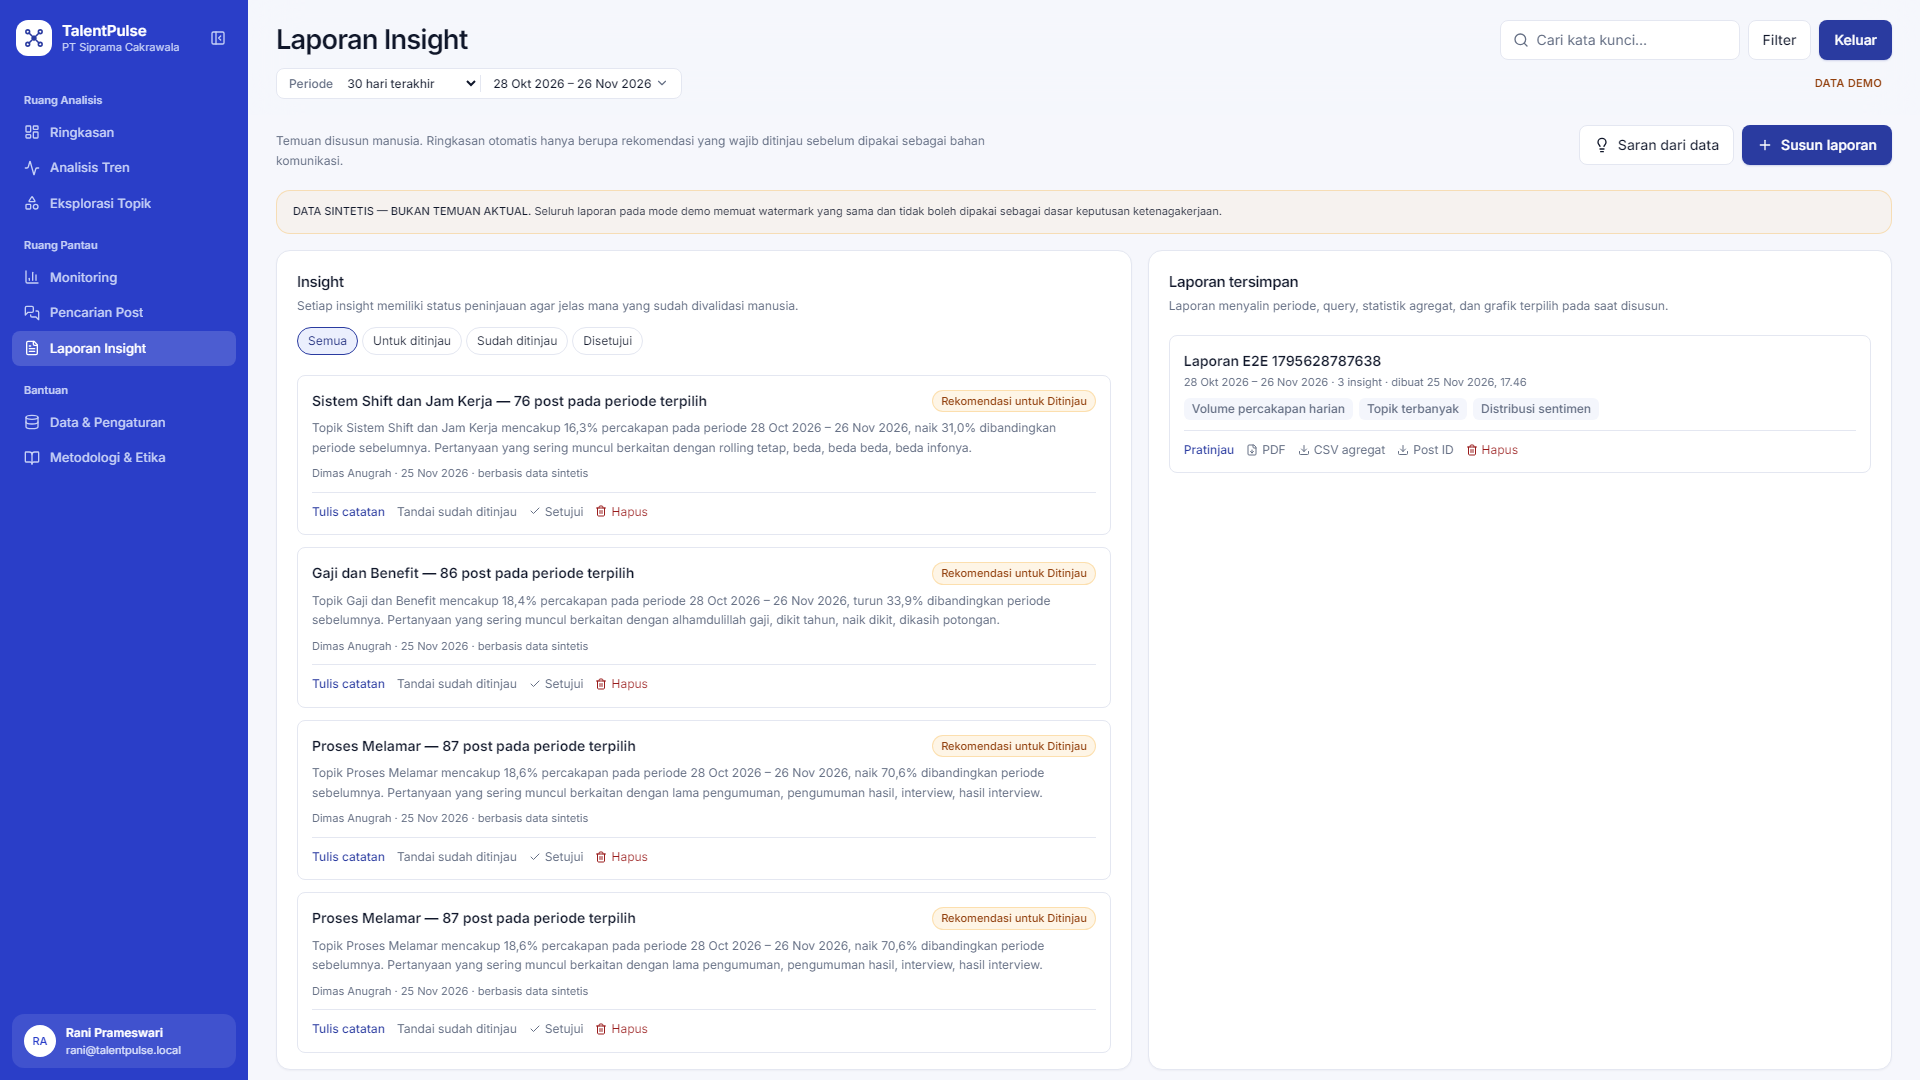 TalentPulse
PT Siprama Cakrawala
Ruang Analisis
Ringkasan
Analisis Tren
Eksplorasi Topik
Ruang Pantau
Monitoring
Pencarian Post
Laporan Insight
Bantuan
Data & Pengaturan
Metodologi & Etika
RA
Rani Prameswari
rani@talentpulse.local
Laporan Insight
Cari kata kunci...
Filter
Keluar
Periode 30 hari terakhir 28 Okt 2026 – 26 Nov 2026
DATA DEMO
Temuan disusun manusia. Ringkasan otomatis hanya berupa rekomendasi yang wajib ditinjau sebelum dipakai sebagai bahan
komunikasi.
Saran dari data
Susun laporan
DATA SINTETIS — BUKAN TEMUAN AKTUAL. Seluruh laporan pada mode demo memuat watermark yang sama dan tidak boleh dipakai sebagai dasar keputusan ketenagakerjaan.
Insight
Setiap insight memiliki status peninjauan agar jelas mana yang sudah divalidasi manusia.
Semua Untuk ditinjau Sudah ditinjau Disetujui
Sistem Shift dan Jam Kerja — 76 post pada periode terpilih
Rekomendasi untuk Ditinjau
Topik Sistem Shift dan Jam Kerja mencakup 16,3% percakapan pada periode 28 Oct 2026 – 26 Nov 2026, naik 31,0% dibandingkan
periode sebelumnya. Pertanyaan yang sering muncul berkaitan dengan rolling tetap, beda, beda beda, beda infonya.
Dimas Anugrah · 25 Nov 2026 · berbasis data sintetis
Tulis catatan Tandai sudah ditinjau Setujui Hapus
Gaji dan Benefit — 86 post pada periode terpilih
Rekomendasi untuk Ditinjau
Topik Gaji dan Benefit mencakup 18,4% percakapan pada periode 28 Oct 2026 – 26 Nov 2026, turun 33,9% dibandingkan periode
sebelumnya. Pertanyaan yang sering muncul berkaitan dengan alhamdulillah gaji, dikit tahun, naik dikit, dikasih potongan.
Dimas Anugrah · 25 Nov 2026 · berbasis data sintetis
Tulis catatan Tandai sudah ditinjau Setujui Hapus
Proses Melamar — 87 post pada periode terpilih
Rekomendasi untuk Ditinjau
Topik Proses Melamar mencakup 18,6% percakapan pada periode 28 Oct 2026 – 26 Nov 2026, naik 70,6% dibandingkan periode
sebelumnya. Pertanyaan yang sering muncul berkaitan dengan lama pengumuman, pengumuman hasil, interview, hasil interview.
Dimas Anugrah · 25 Nov 2026 · berbasis data sintetis
Tulis catatan Tandai sudah ditinjau Setujui Hapus
Proses Melamar — 87 post pada periode terpilih
Rekomendasi untuk Ditinjau
Topik Proses Melamar mencakup 18,6% percakapan pada periode 28 Oct 2026 – 26 Nov 2026, naik 70,6% dibandingkan periode
sebelumnya. Pertanyaan yang sering muncul berkaitan dengan lama pengumuman, pengumuman hasil, interview, hasil interview.
Dimas Anugrah · 25 Nov 2026 · berbasis data sintetis
Tulis catatan Tandai sudah ditinjau Setujui Hapus
Laporan tersimpan
Laporan menyalin periode, query, statistik agregat, dan grafik terpilih pada saat disusun.
Laporan E2E 1795628787638
28 Okt 2026 – 26 Nov 2026 · 3 insight · dibuat 25 Nov 2026, 17.46
Volume percakapan harian Topik terbanyak Distribusi sentimen
Pratinjau PDF CSV agregat Post ID Hapus